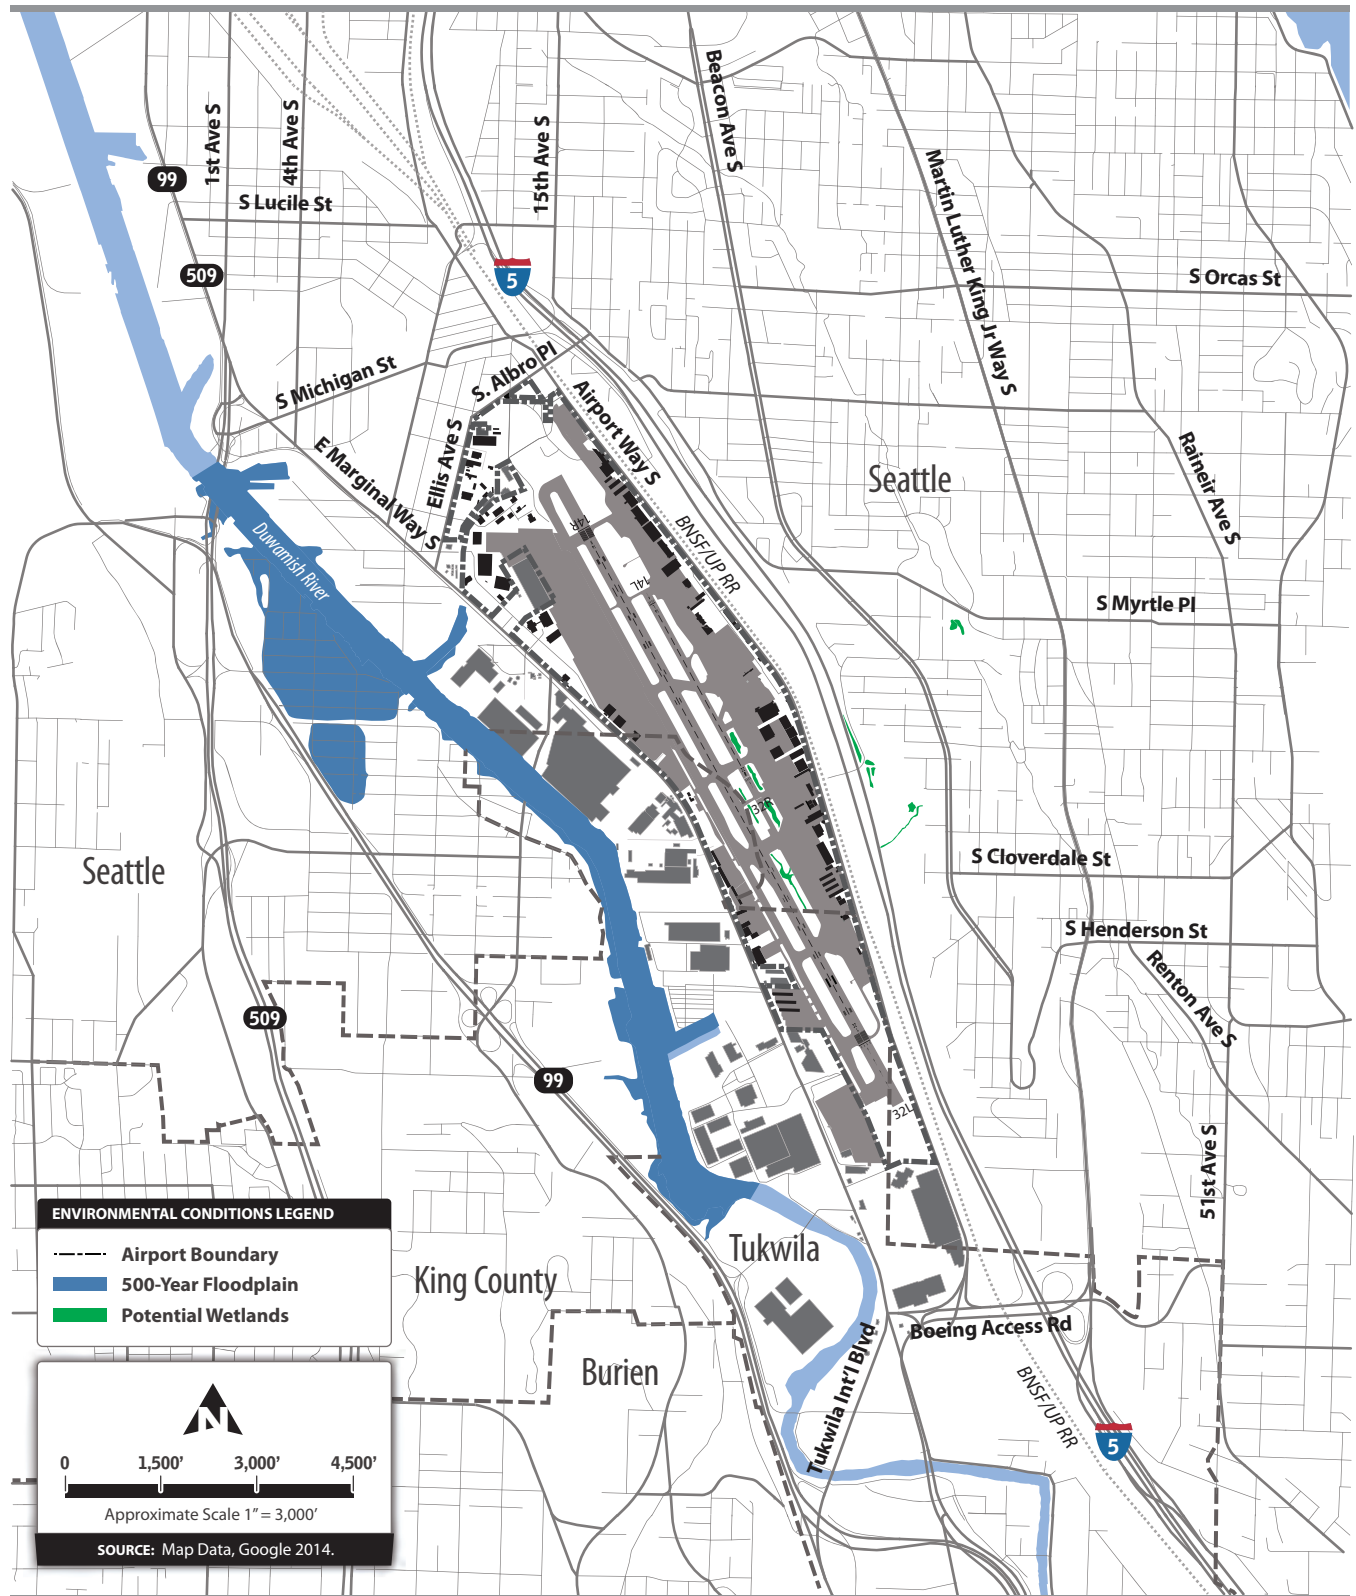 1st Ave S
4th Ave S
15th Ave S
Beacon Ave S
Martin Luther King Jr Way S
99
S Lucile St
509
5
S Orcas St
S Michigan St
S. Albro Pl
Airport Way S
Ellis Ave S
E Marginal Way S
Raineir Ave S
Seattle
14R
BNSF/UP RR
Duwamish River
14L
S Myrtle Pl
32R
Seattle
S Cloverdale St
S Henderson St
Renton Ave S
509
99
32L
51st Ave S
ENVIRONMENTAL CONDITIONS LEGEND
Airport Boundary
500-Year Floodplain
Potential Wetlands
Tukwila
King County
Boeing Access Rd
Burien
Tukwila Int'l Blvd
BNSF/UP RR
5
N
0 1,500' 3,000' 4,500'
Approximate Scale 1" = 3,000'
SOURCE: Map Data, Google 2014.